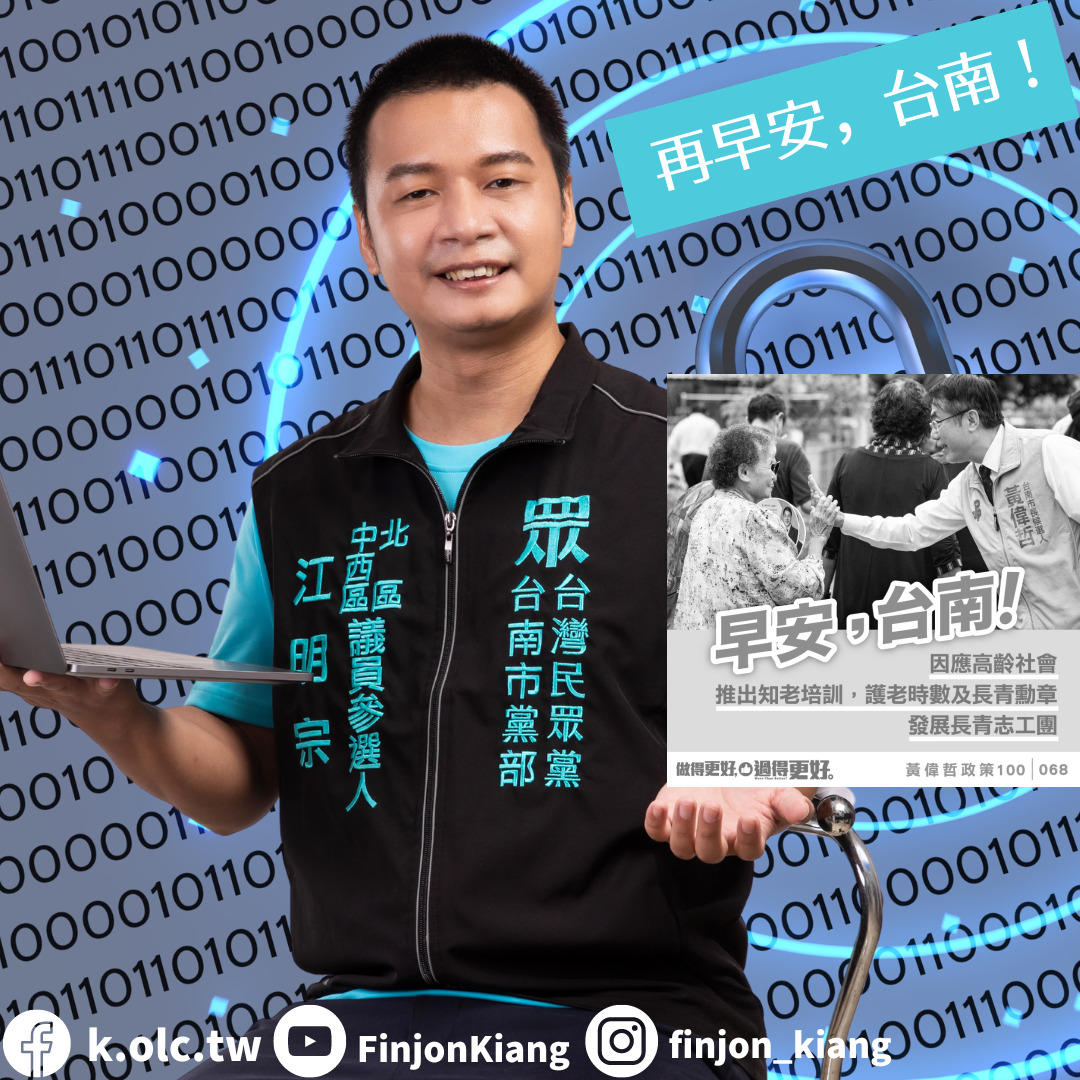 再早安，台南！
北區
中西區
議員參選人
江明宗
眾
台灣民眾黨
台南市黨部
台南市長候選人
黃偉哲
早安，台南！
因應高齡社會
推出知老培訓，護老時數及長青勳章
發展長青志工團
做得更好，過得更好。
黃偉哲政策100｜068
k.olc.tw
FinjonKiang
finjon_kiang